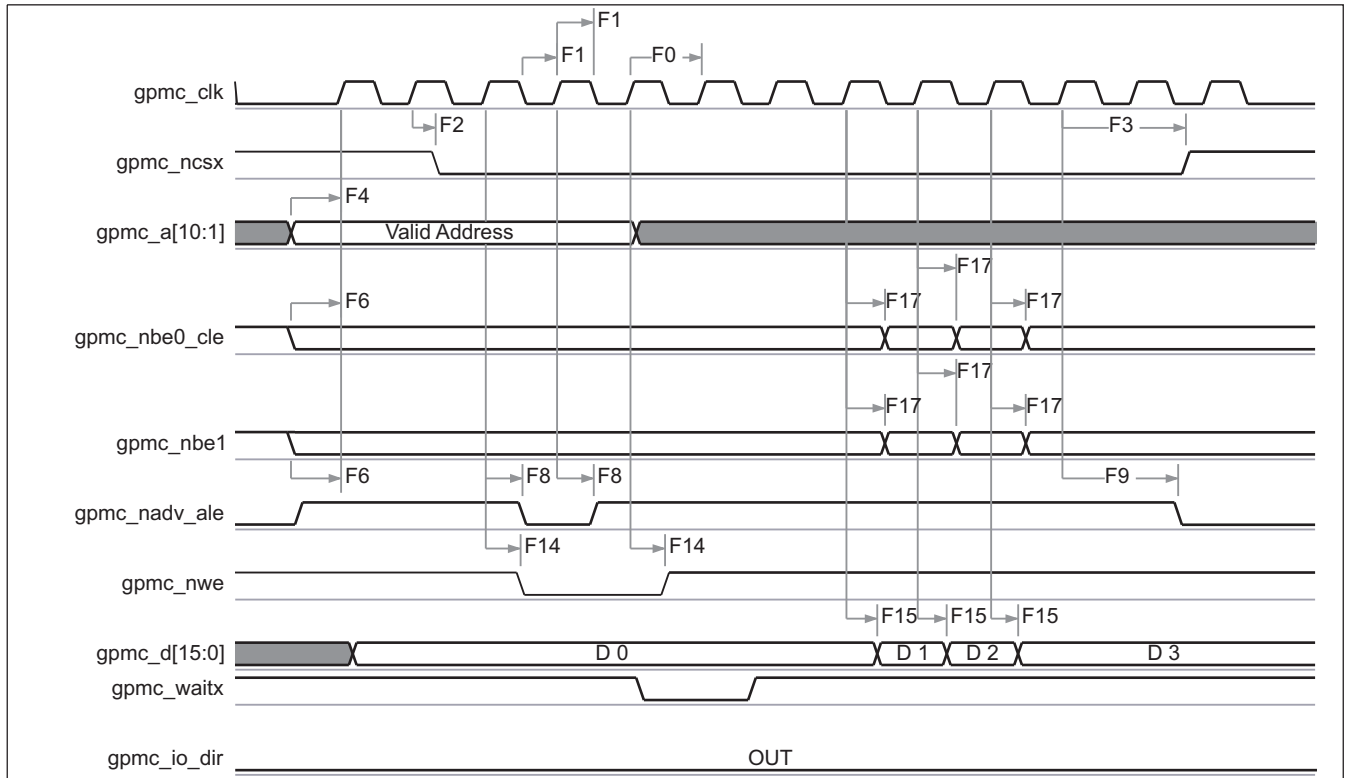 F1
F1 F0
gpmc_clk
F2 F3
gpmc_ncsx
F4
gpmc_a[10:1] Valid Address
F17
F6 F17 F17
gpmc_nbe0_cle
F17
F17 F17
gpmc_nbe1
F6 F8 F8 F9
gpmc_nadv_ale
F14 F14
gpmc_nwe
F15 F15 F15
gpmc_d[15:0] D 0 D 1 D 2 D 3
gpmc_waitx
gpmc_io_dir OUT